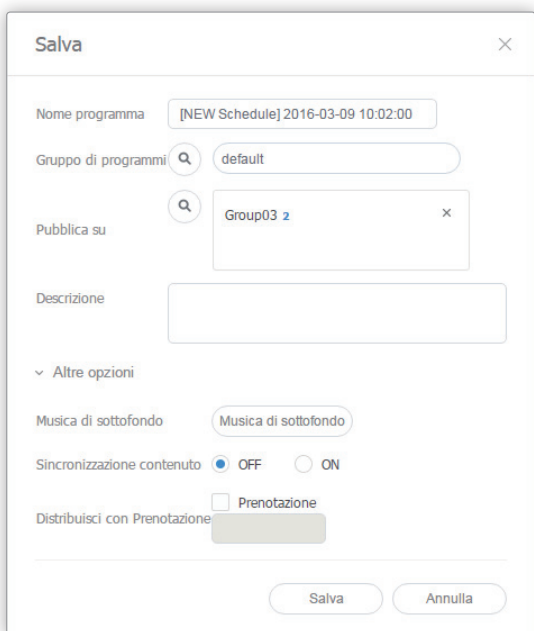 Salva
Nome programma [NEW Schedule] 2016-03-09 10:02:00
Gruppo di programmi default
Pubblica su Group03 2
Descrizione
Altre opzioni
Musica di sottofondo Musica di sottofondo
Sincronizzazione contenuto OFF ON
Prenotazione
Distribuisci con Prenotazione
Salva Annulla